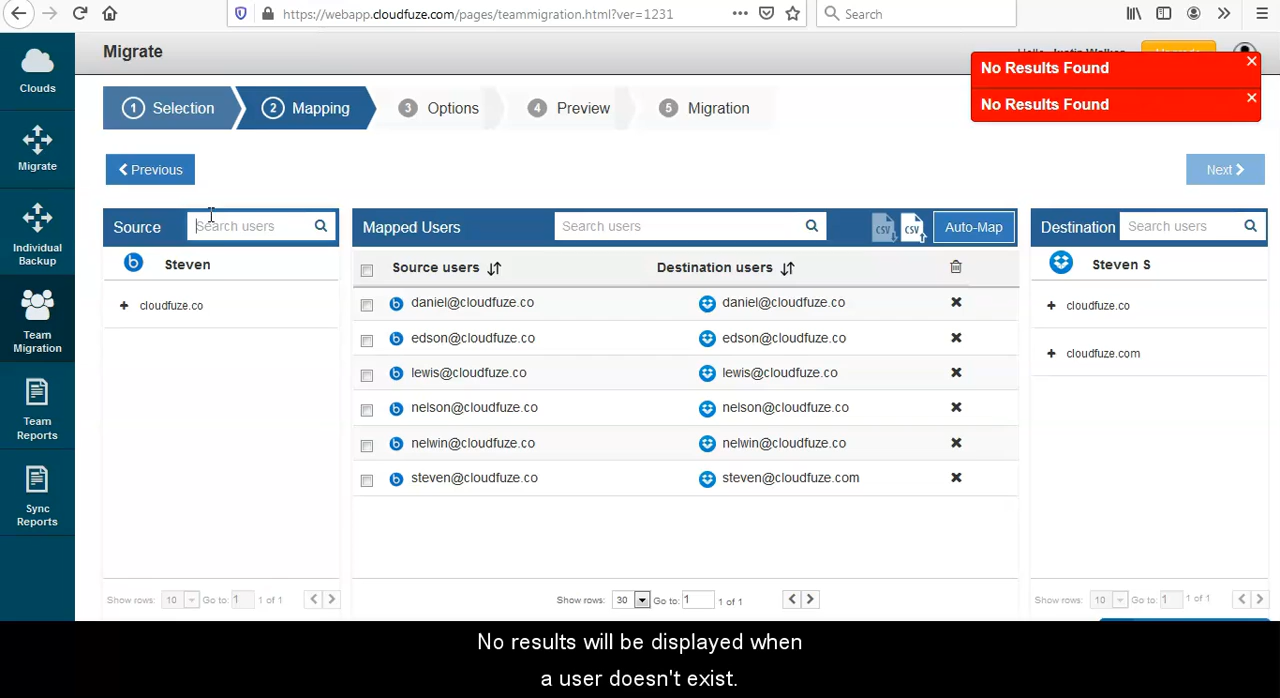 https://webapp.cloudfuze.com/pages/teammigration.html?ver=1231
Search
Migrate
No Results Found
No Results Found
Clouds
Migrate
Individual
Backup
Team
Migration
Team
Reports
Sync
Reports
1 Selection
2 Mapping
3 Options
4 Preview
5 Migration
Previous
Next
Source
Search users
Steven
cloudfuze.co
Show rows: 10 Go to: 1 1 of 1
Mapped Users
Search users
CSV
CSV
Auto-Map
Source users
Destination users
daniel@cloudfuze.co
daniel@cloudfuze.co
edson@cloudfuze.co
edson@cloudfuze.co
lewis@cloudfuze.co
lewis@cloudfuze.co
nelson@cloudfuze.co
nelson@cloudfuze.co
nelwin@cloudfuze.co
nelwin@cloudfuze.co
steven@cloudfuze.co
steven@cloudfuze.com
Show rows: 30 Go to: 1 1 of 1
Destination
Search users
Steven S
cloudfuze.co
cloudfuze.com
Show rows: 10 Go to: 1 1 of 1
No results will be displayed when
a user doesn't exist.